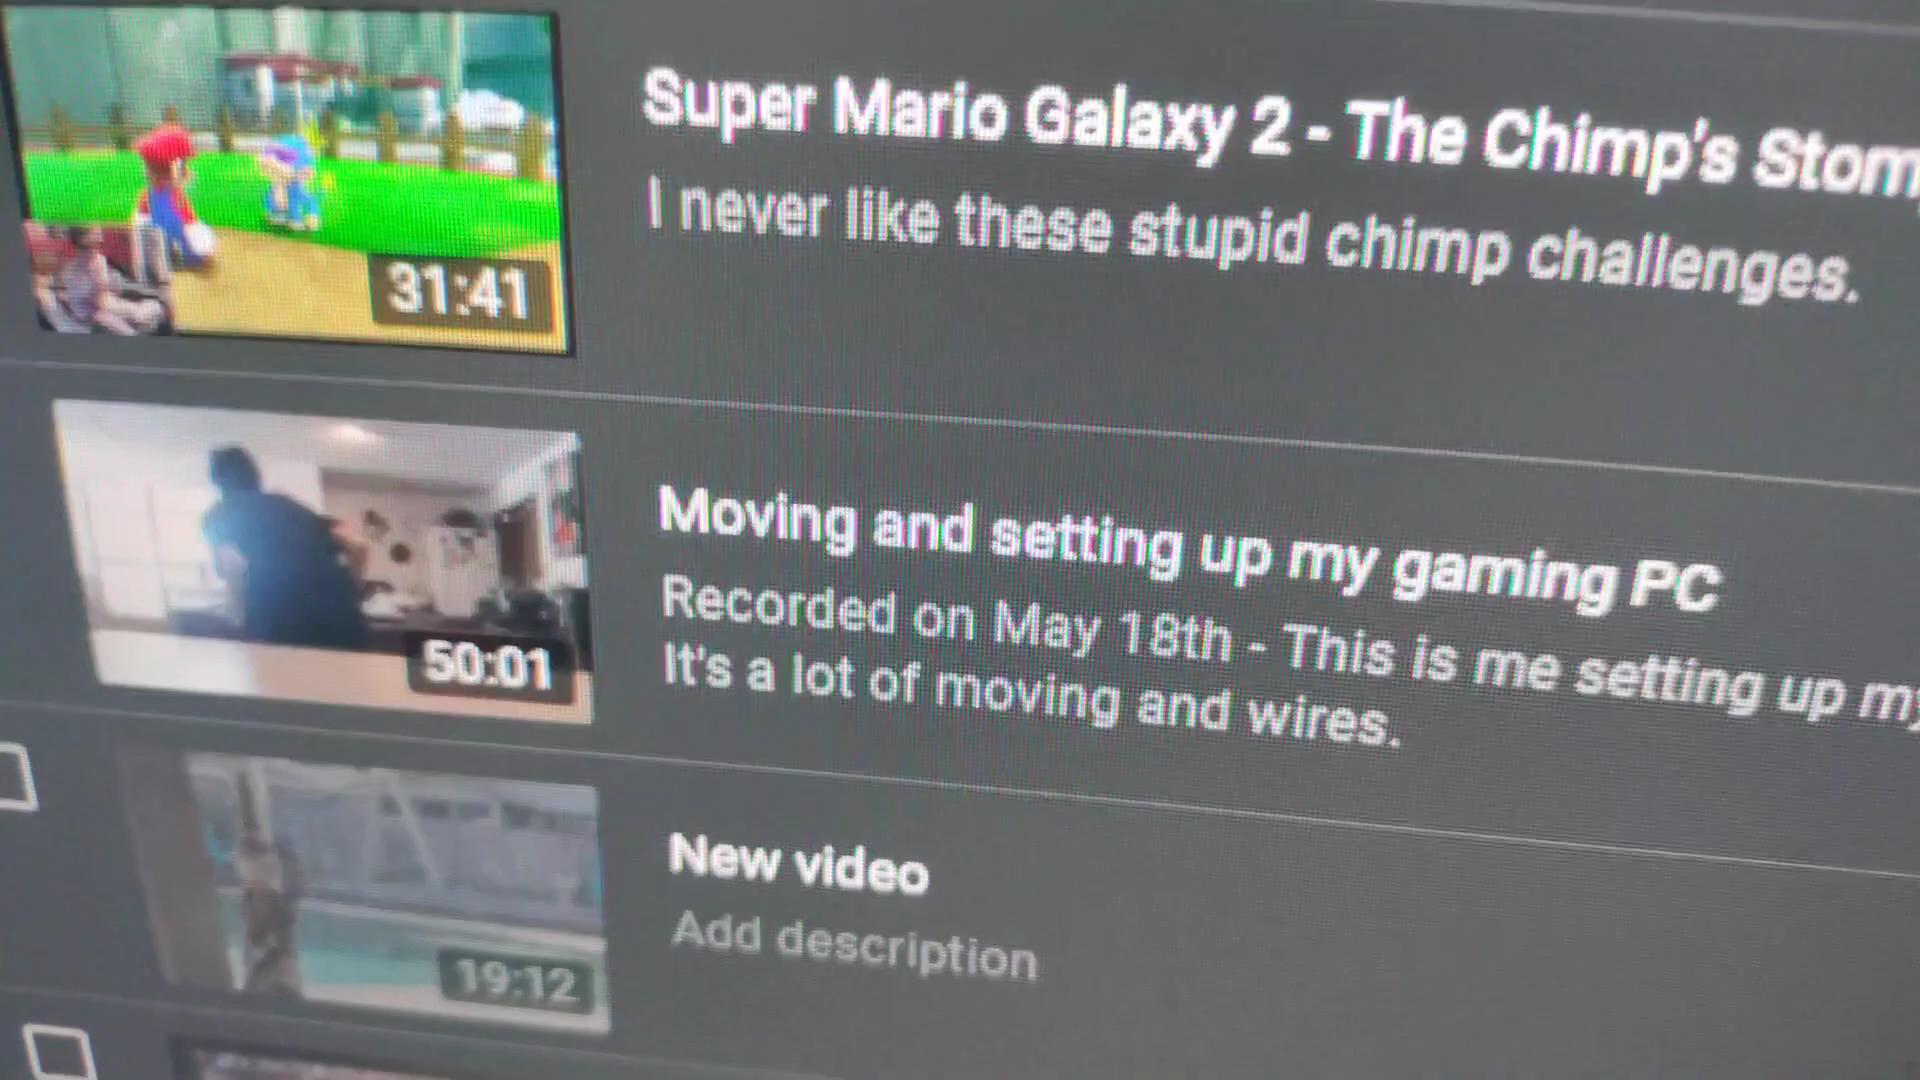 Super Mario Galaxy 2 - The Chimp's Stom
I never like these stupid chimp challenges.
31:41
Moving and setting up my gaming PC
Recorded on May 18th - This is me setting up my
It's a lot of moving and wires.
50:01
New video
Add description
19:12